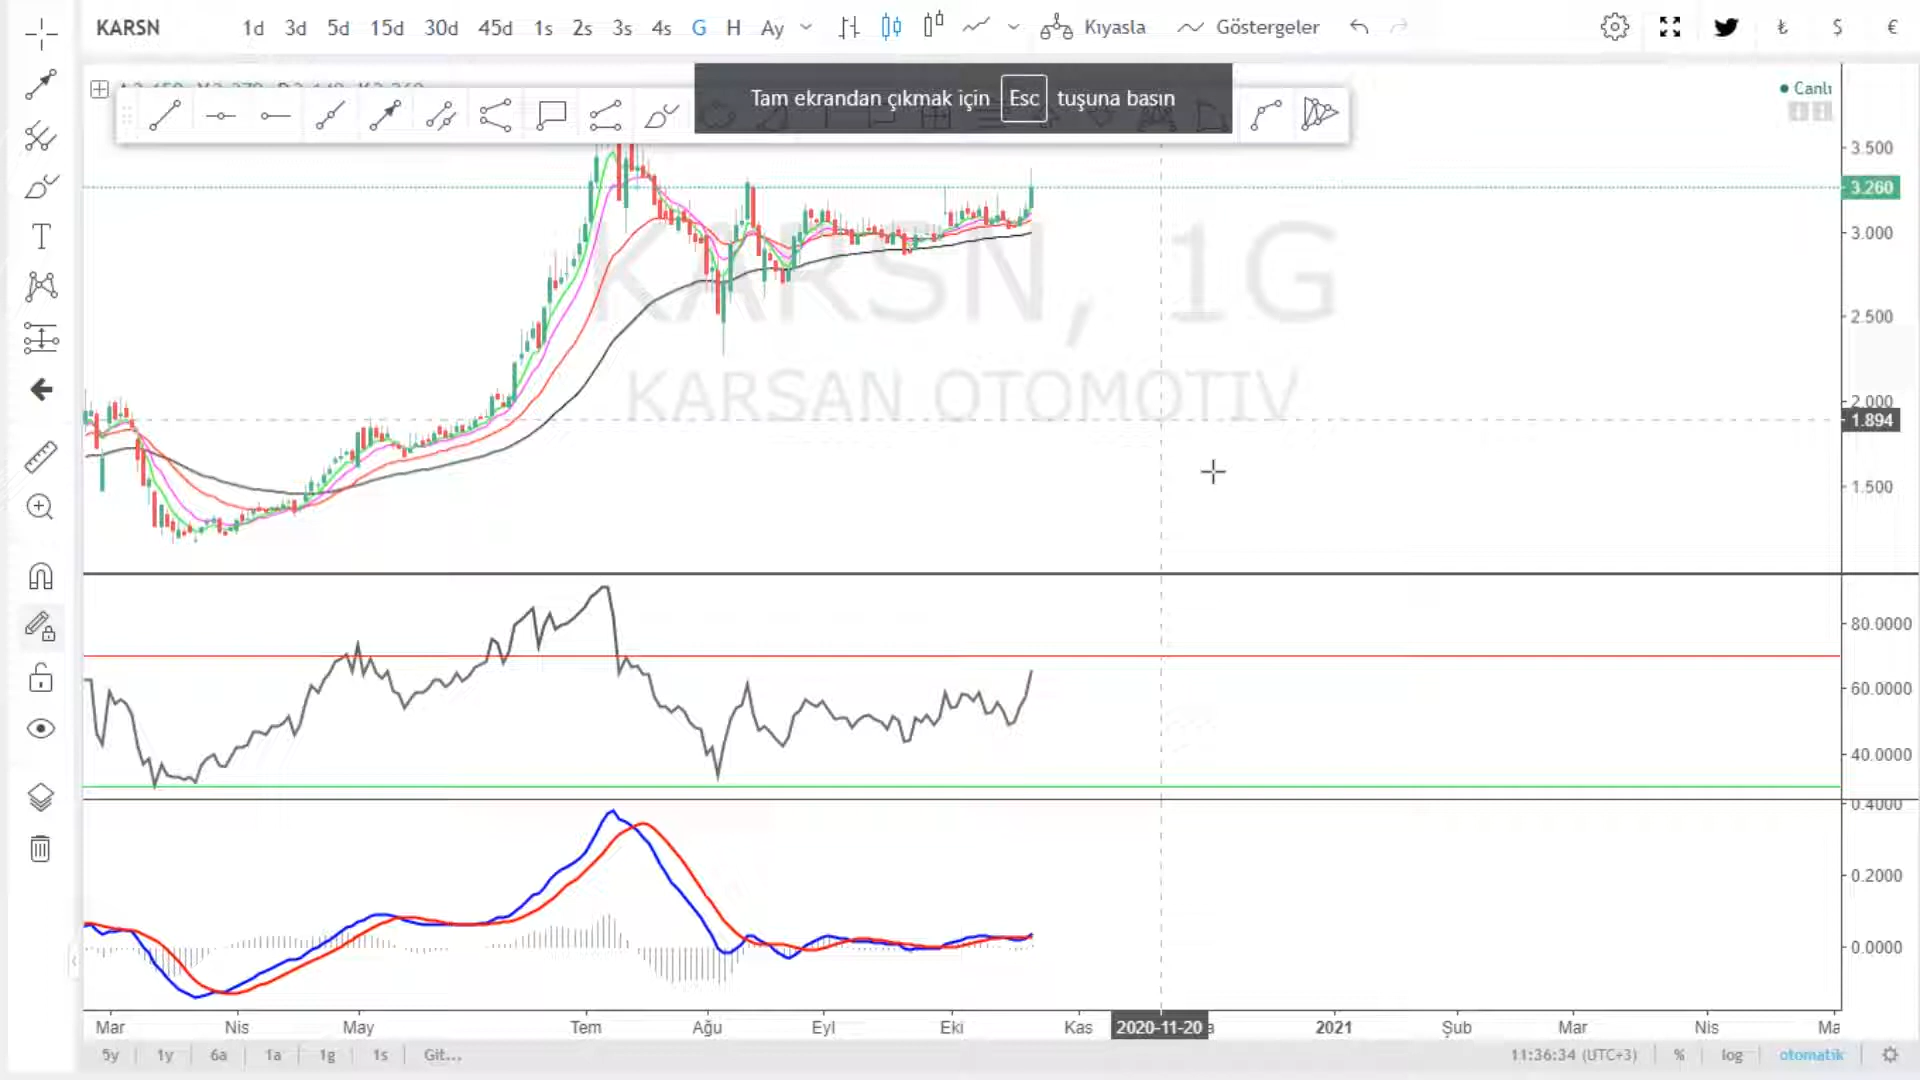 KARSN 1d 3d 5d 15d 30d 45d 1s 2s 3s 4s G H Ay Kıyasla Göstergeler ₺ $ €
Tam ekrandan çıkmak için Esc tuşuna basın
Canlı
3.500
3.260
3.000
2.500
2.000
1.894
1.500
KARSN, 1G
KARSAN OTOMOTIV
80.0000
60.0000
40.0000
0.4000
0.2000
0.0000
Mar Nis May Tem Ağu Eyl Eki Kas 2020-11-20 2021 Şub Mar Nis Ma
5y 1y 6a 1a 1g 1s Git... 11:36:34 (UTC+3) % log otomatik